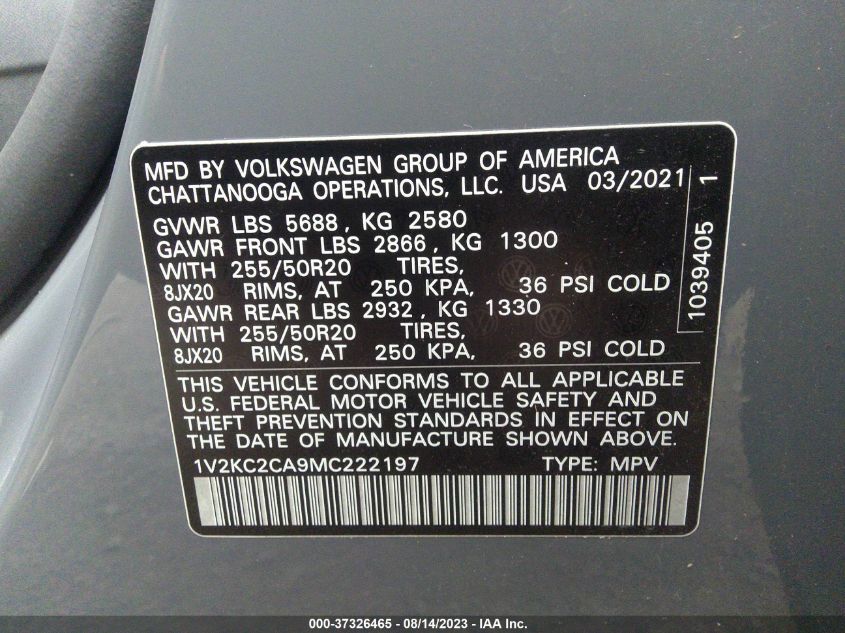 MFD BY VOLKSWAGEN GROUP OF AMERICA
CHATTANOOGA OPERATIONS, LLC. USA 03/2021
GVWR LBS 5688, KG 2580
GAWR FRONT LBS 2866, KG 1300
WITH 255/50R20 TIRES,
8JX20 RIMS, AT 250 KPA, 36 PSI COLD
GAWR REAR LBS 2932, KG 1330
WITH 255/50R20 TIRES,
8JX20 RIMS, AT 250 KPA, 36 PSI COLD
THIS VEHICLE CONFORMS TO ALL APPLICABLE
U.S. FEDERAL MOTOR VEHICLE SAFETY AND
THEFT PREVENTION STANDARDS IN EFFECT ON
THE DATE OF MANUFACTURE SHOWN ABOVE.
1V2KC2CA9MC222197 TYPE: MPV
1039405 1
000-37326465 - 08/14/2023 - IAA Inc.